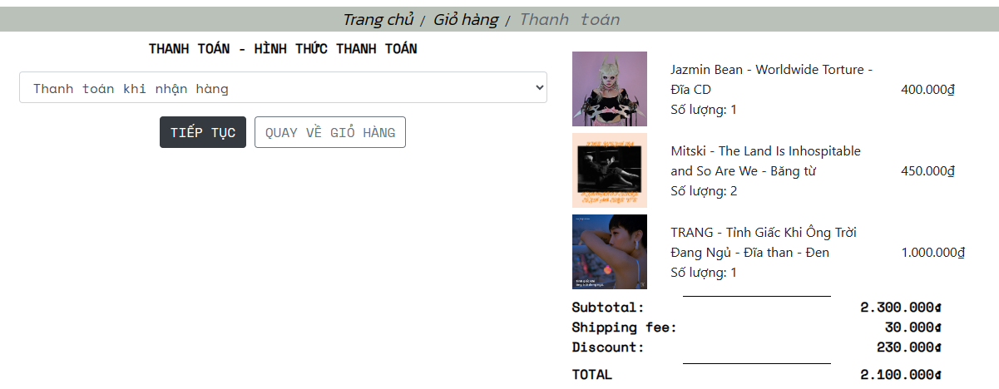 Trang chủ / Giỏ hàng / Thanh toán
THANH TOÁN - HÌNH THỨC THANH TOÁN
Thanh toán khi nhận hàng
TIẾP TỤC
QUAY VỀ GIỎ HÀNG
Jazmin Bean - Worldwide Torture -
Đĩa CD
Số lượng: 1
400.000₫
Mitski - The Land Is Inhospitable
and So Are We - Băng từ
Số lượng: 2
450.000₫
TRANG - Tỉnh Giấc Khi Ông Trời
Đang Ngủ - Đĩa than - Đen
Số lượng: 1
1.000.000₫
Subtotal: 2.300.000₫
Shipping fee: 30.000₫
Discount: 230.000₫
TOTAL 2.100.000₫